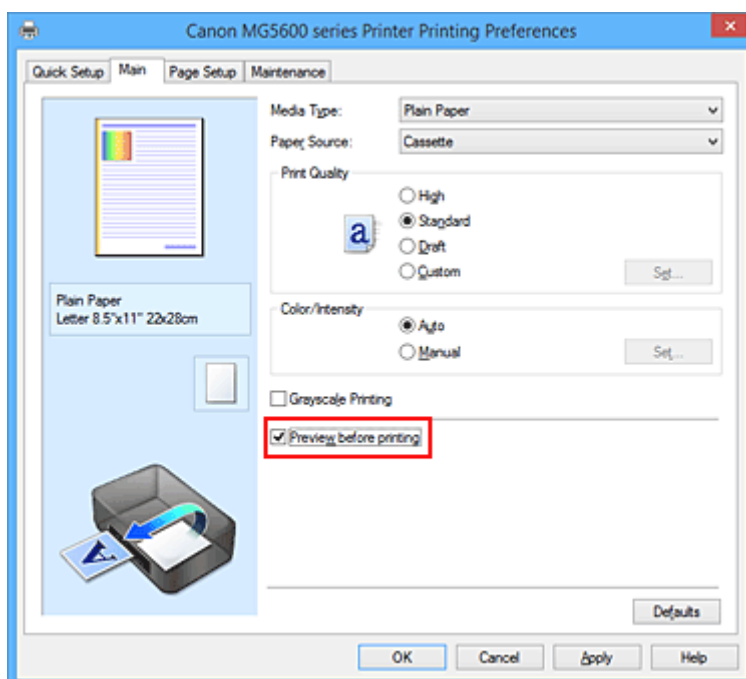 Canon MG5600 series Printer Printing Preferences
Quick Setup Main Page Setup Maintenance
Media Type: Plain Paper
Paper Source: Cassette
Print Quality
High
a Standard
Draft
Custom Set...
Plain Paper
Letter 8.5"x11" 22x28cm
Color/Intensity
Auto
Manual Set...
Grayscale Printing
Preview before printing
A
Defaults
OK Cancel Apply Help